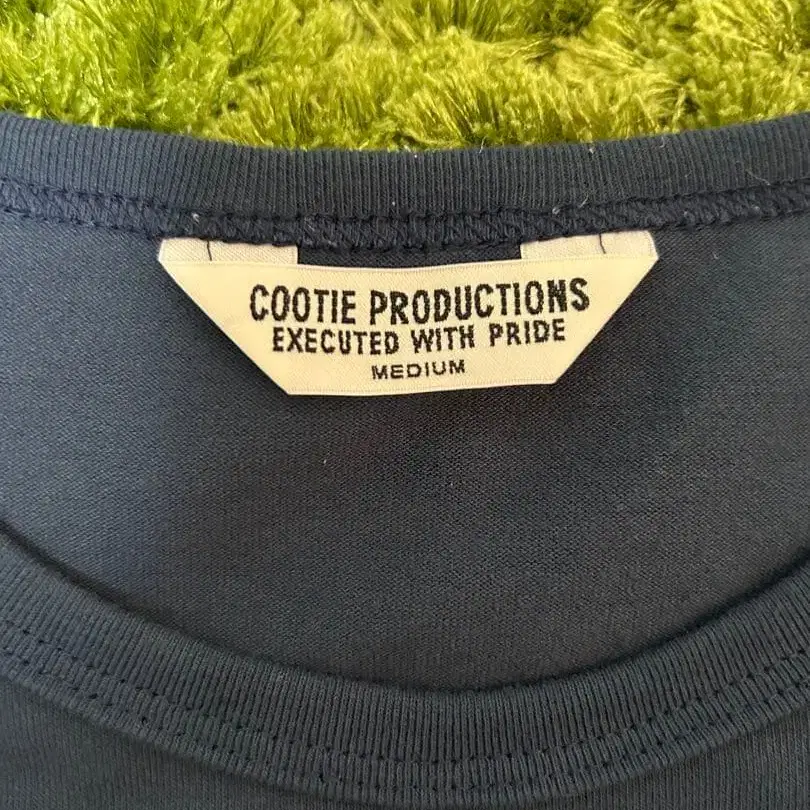 COOTIE PRODUCTIONS
EXECUTED WITH PRIDE
MEDIUM